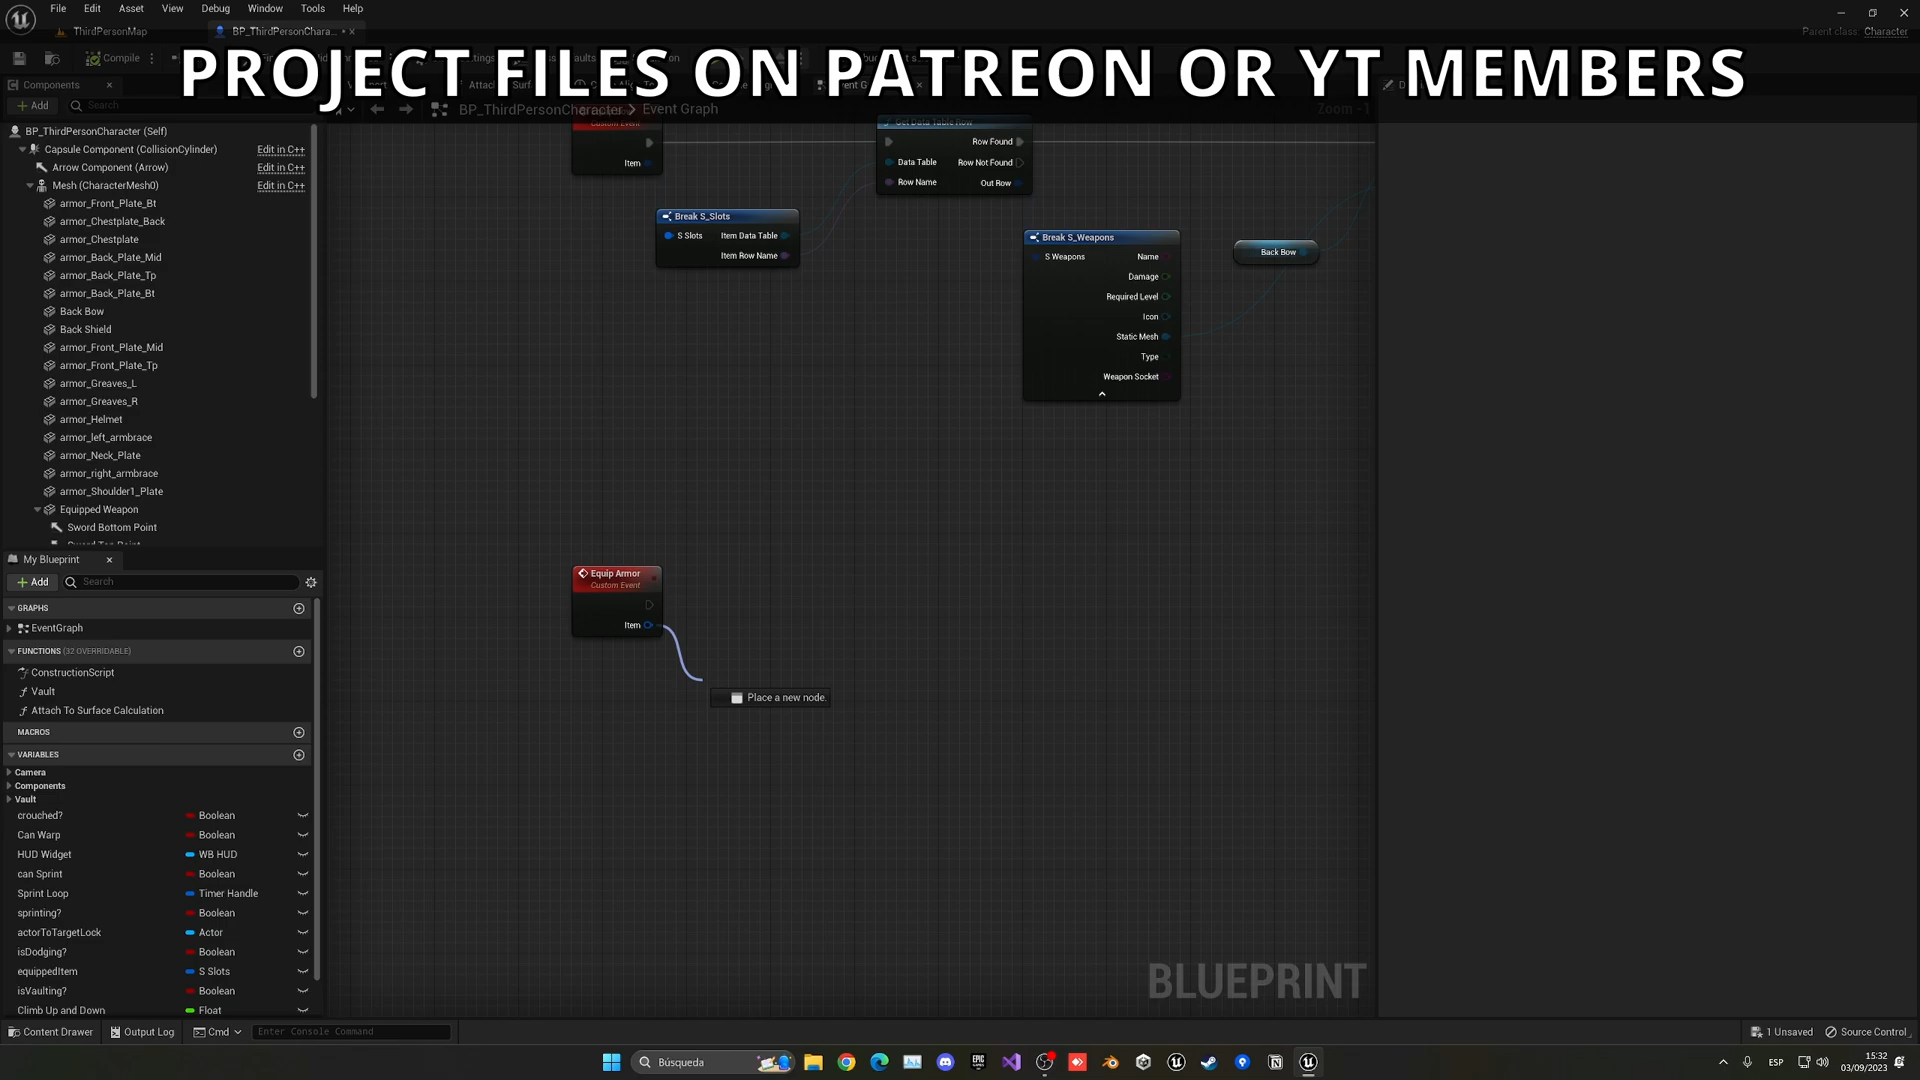 File Edit Asset View Debug Window Tools Help
ThirdPersonMap
BP_ThirdPersonChara...
Parent class: Character
PROJECT FILES ON PATREON OR YT MEMBERS
Compile
Components
Add
Search
BP_ThirdPersonCharacter > Event Graph
Zoom -1
BP_ThirdPersonCharacter (Self)
Capsule Component (CollisionCylinder) Edit in C++
Arrow Component (Arrow) Edit in C++
Mesh (CharacterMesh0) Edit in C++
armor_Front_Plate_Bt
armor_Chestplate_Back
armor_Chestplate
armor_Back_Plate_Mid
armor_Back_Plate_Tp
armor_Back_Plate_Bt
Back Bow
Back Shield
armor_Front_Plate_Mid
armor_Front_Plate_Tp
armor_Greaves_L
armor_Greaves_R
armor_Helmet
armor_left_armbrace
armor_Neck_Plate
armor_right_armbrace
armor_Shoulder1_Plate
Equipped Weapon
Sword Bottom Point
Custom Event
Item
Get Data Table Row
Row Found
Data Table Row Not Found
Row Name Out Row
Break S_Slots
S Slots Item Data Table
Item Row Name
Break S_Weapons
S Weapons Name
Damage
Required Level
Icon
Static Mesh
Type
Weapon Socket
Back Bow
Equip Armor
Custom Event
Item
Place a new node.
BLUEPRINT
My Blueprint
Add
Search
GRAPHS
EventGraph
FUNCTIONS (32 OVERRIDABLE)
ConstructionScript
Vault
Attach To Surface Calculation
MACROS
VARIABLES
Camera
Components
Vault
crouched? Boolean
Can Warp Boolean
HUD Widget WB HUD
can Sprint Boolean
Sprint Loop Timer Handle
sprinting? Boolean
actorToTargetLock Actor
isDodging? Boolean
equippedItem S Slots
isVaulting? Boolean
Climb Up and Down Float
Content Drawer Output Log Cmd Enter Console Command
1 Unsaved Source Control
Búsqueda
ESP
15:32
03/09/2023